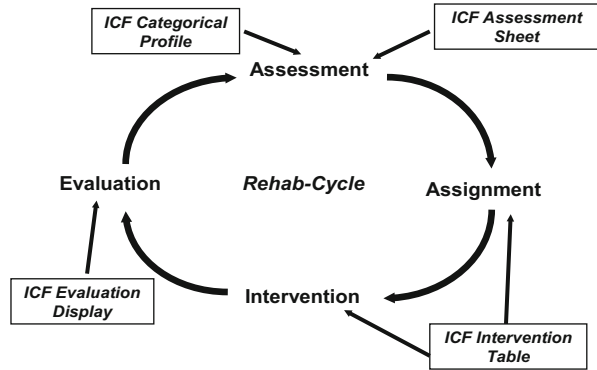 ICF Categorical
Profile
ICF Assessment
Sheet
Assessment
Evaluation
Rehab-Cycle
Assignment
ICF Evaluation
Display
Intervention
ICF Intervention
Table